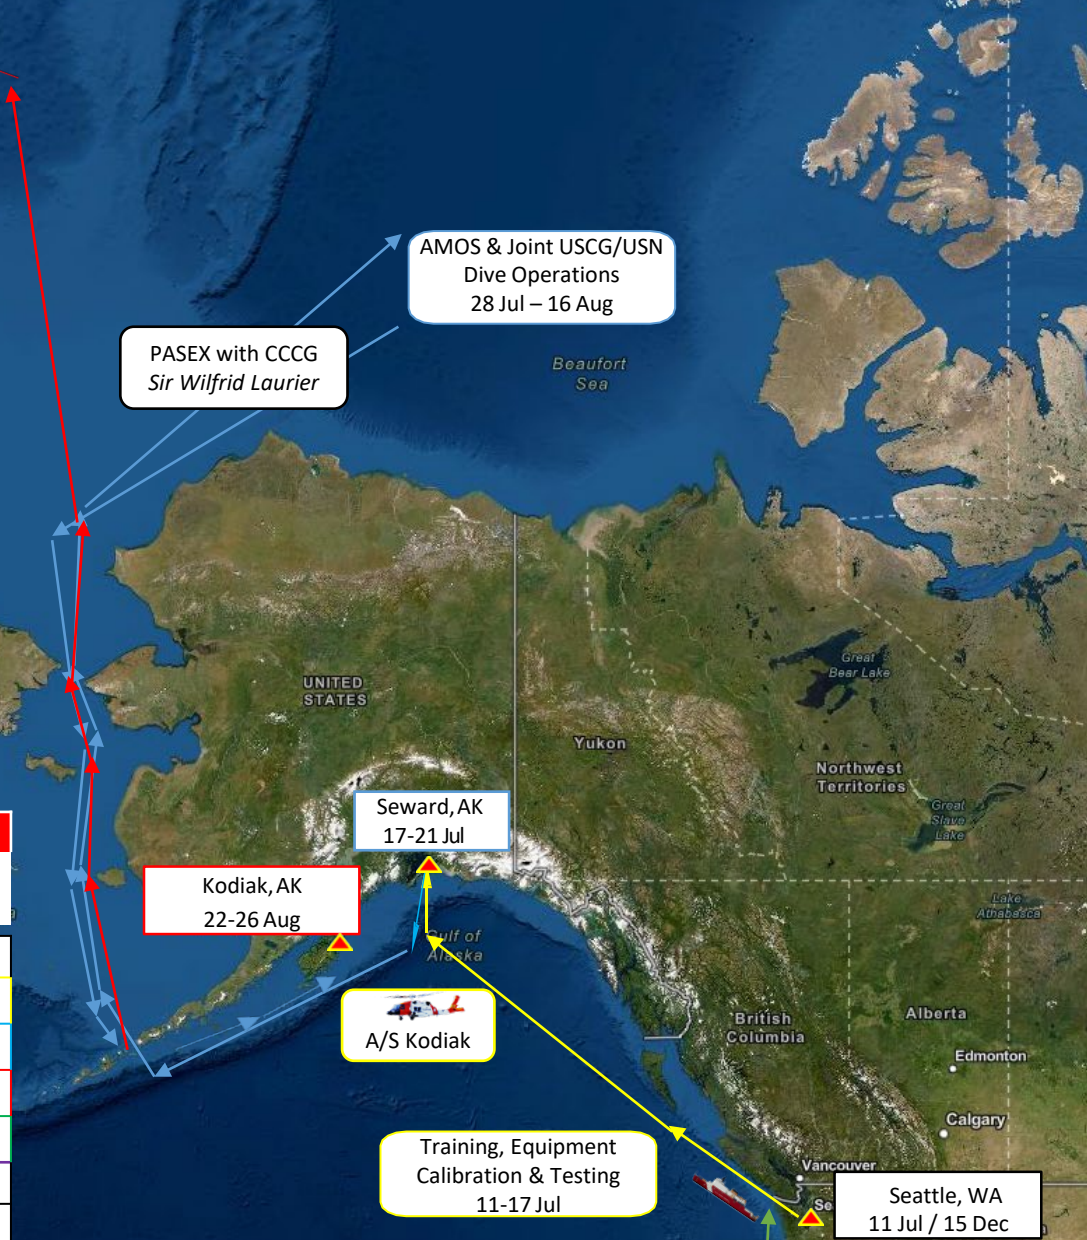 AMOS & Joint USCG/USN
Dive Operations
28 Jul – 16 Aug
PASEX with CCCG
Sir Wilfrid Laurier
Beaufort
Sea
Great
Bear Lake
UNITED
STATES
Yukon
Northwest
Territories
Great
Slave
Lake
Seward, AK
17-21 Jul
Kodiak, AK
22-26 Aug
Lake
Athabasca
Gulf of
Alaska
A/S Kodiak
British
Columbia
Alberta
Edmonton
Calgary
Training, Equipment
Calibration & Testing
11-17 Jul
Vancouver
Seattle, WA
11 Jul / 15 Dec